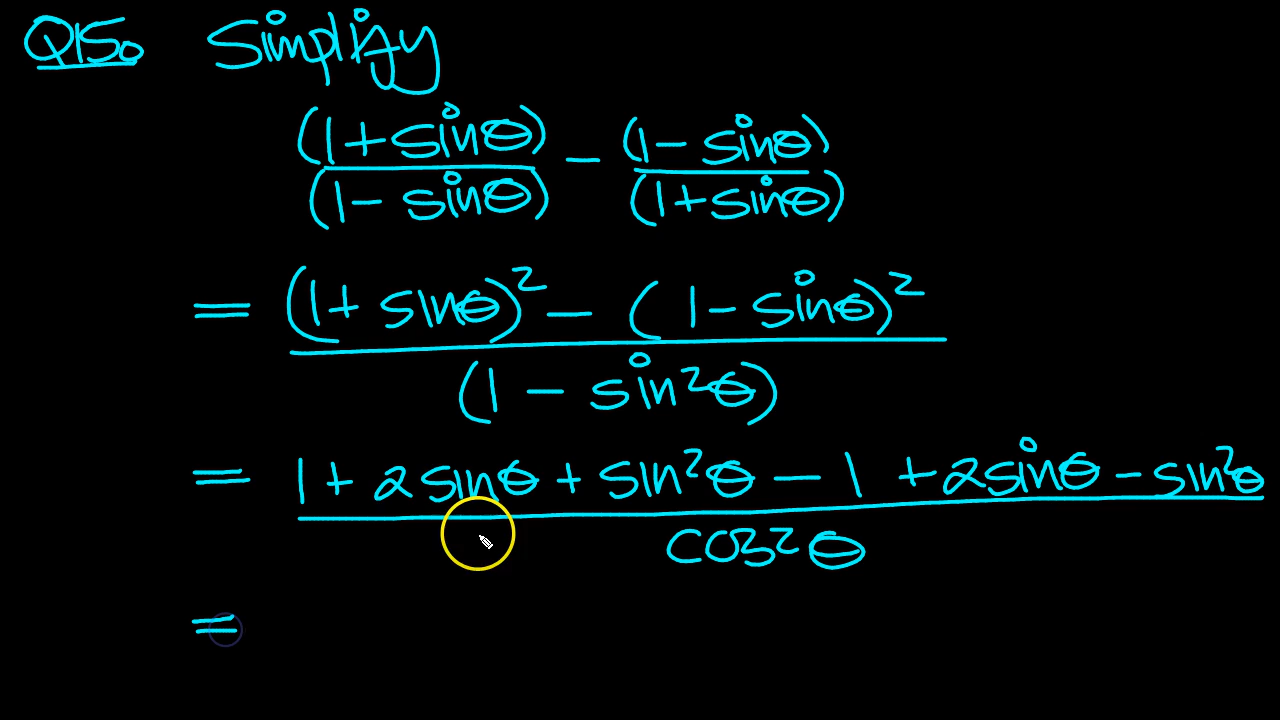 Q150 Simplify
(1+sinθ)/(1-sinθ) - (1-sinθ)/(1+sinθ)
= ((1+sinθ)² - (1-sinθ)²)/(1-sin²θ)
= (1+2sinθ+sin²θ-1+2sinθ-sin²θ)/cos²θ
=